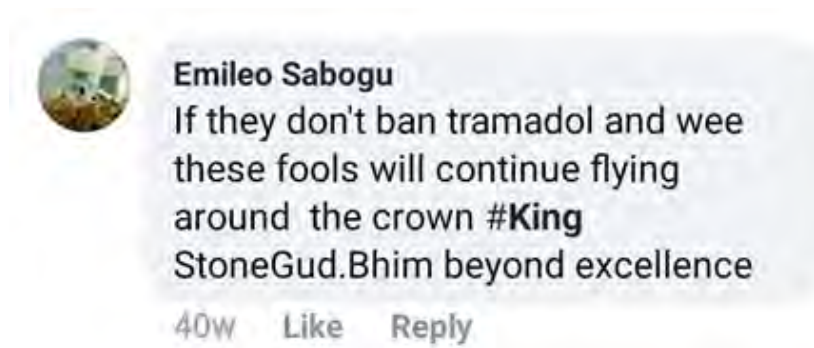 Emileo Sabogu
If they don't ban tramadol and wee
these fools will continue flying
around  the crown #King
StoneGud.Bhim beyond excellence
40w Like Reply